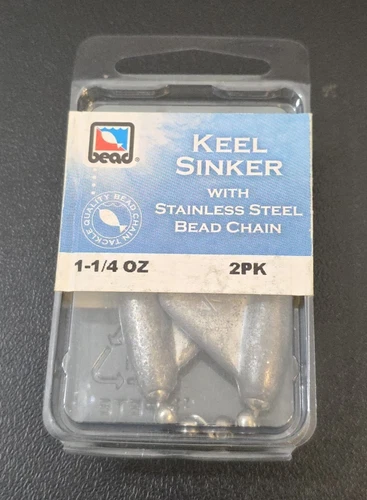 bead®
KEEL
SINKER
WITH
STAINLESS STEEL
BEAD CHAIN
QUALITY BEAD CHAIN TACKLE
1-1/4 OZ 2PK